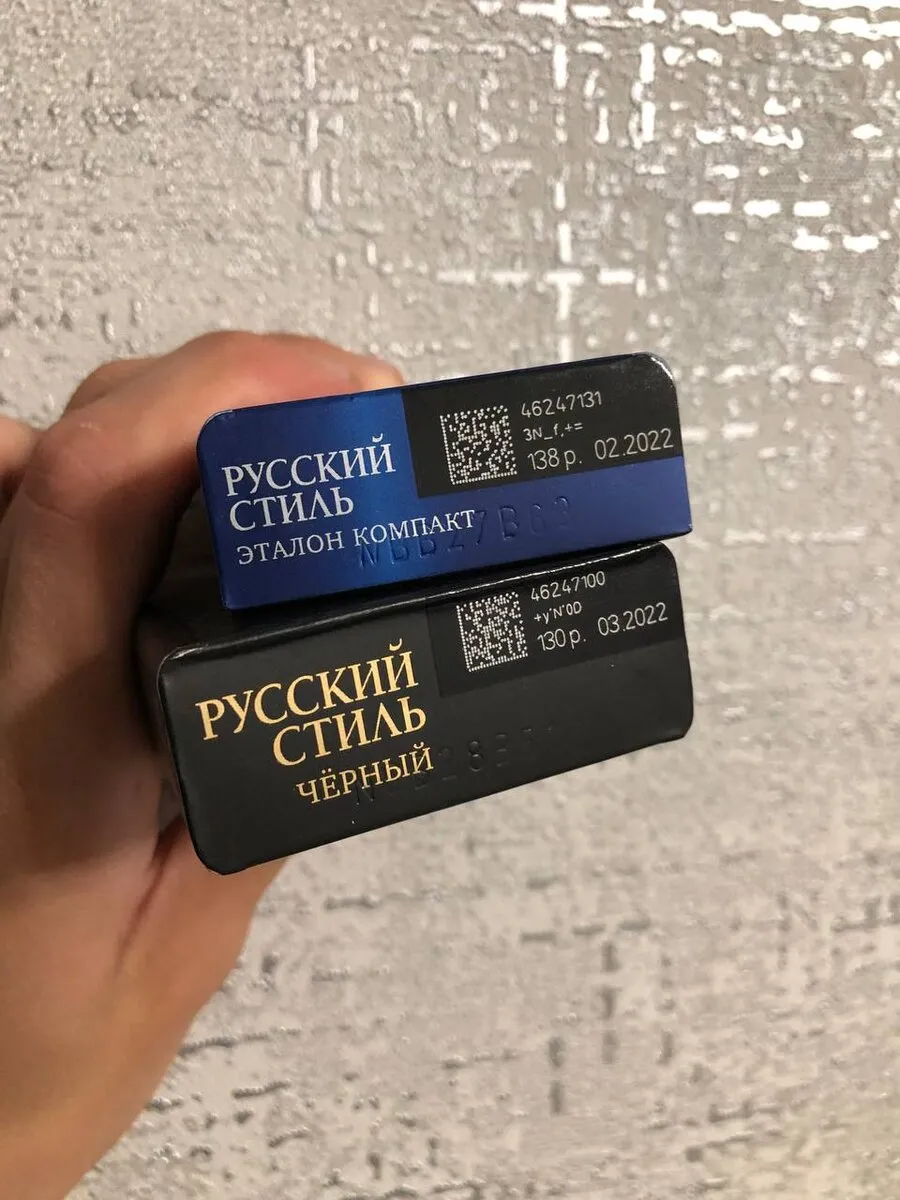 РУССКИЙ
СТИЛЬ
ЭТАЛОН КОМПАКТ
46247131
3N_f,+=
138 р. 02.2022
РУССКИЙ
СТИЛЬ
ЧЁРНЫЙ
46247100
+y'N'0D
130 р. 03.2022